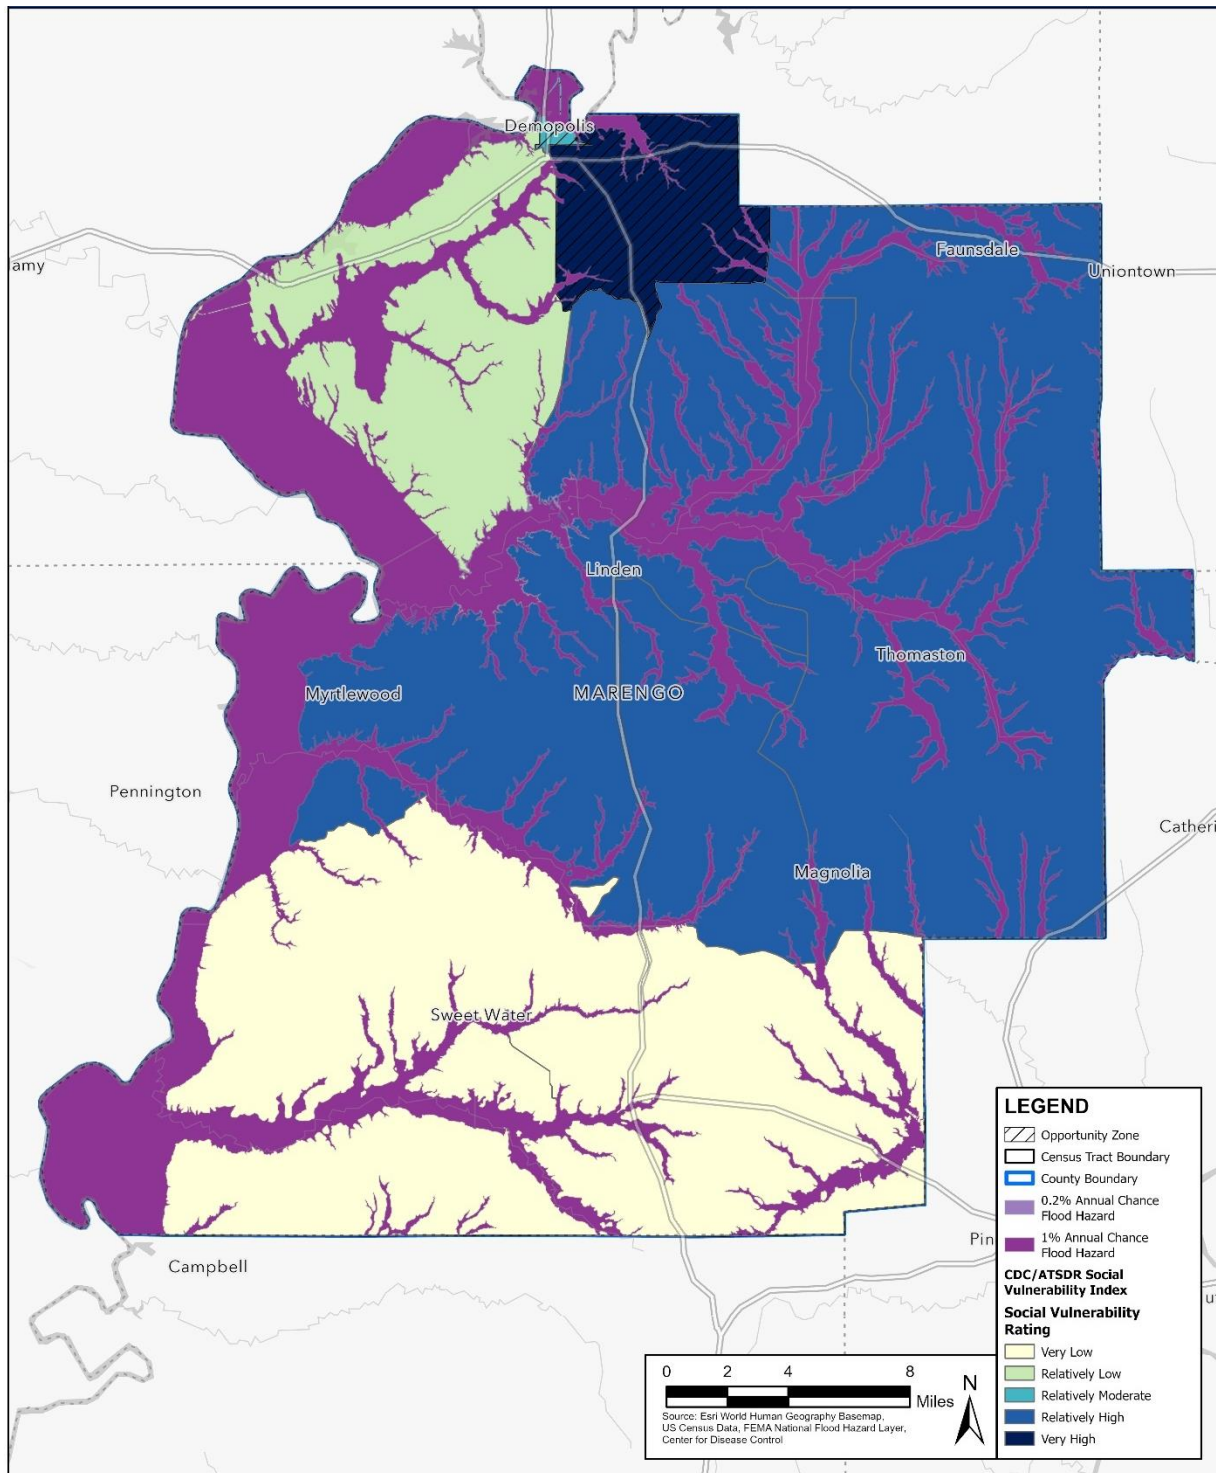 Demopolis
amy
Faunsdale
Uniontown
Linden
Thomaston
Myrtlewood
MARENGO
Pennington
Catheri
Magnolia
Sweet Water
Campbell
Pin
LEGEND
Opportunity Zone
Census Tract Boundary
County Boundary
0.2% Annual Chance
Flood Hazard
1% Annual Chance
Flood Hazard
CDC/ATSDR Social
Vulnerability Index
Social Vulnerability
Rating
Very Low
Relatively Low
Relatively Moderate
Relatively High
Very High
0 2 4 8
Miles
N
Source: Esri World Human Geography Basemap,
US Census Data, FEMA National Flood Hazard Layer,
Center for Disease Control